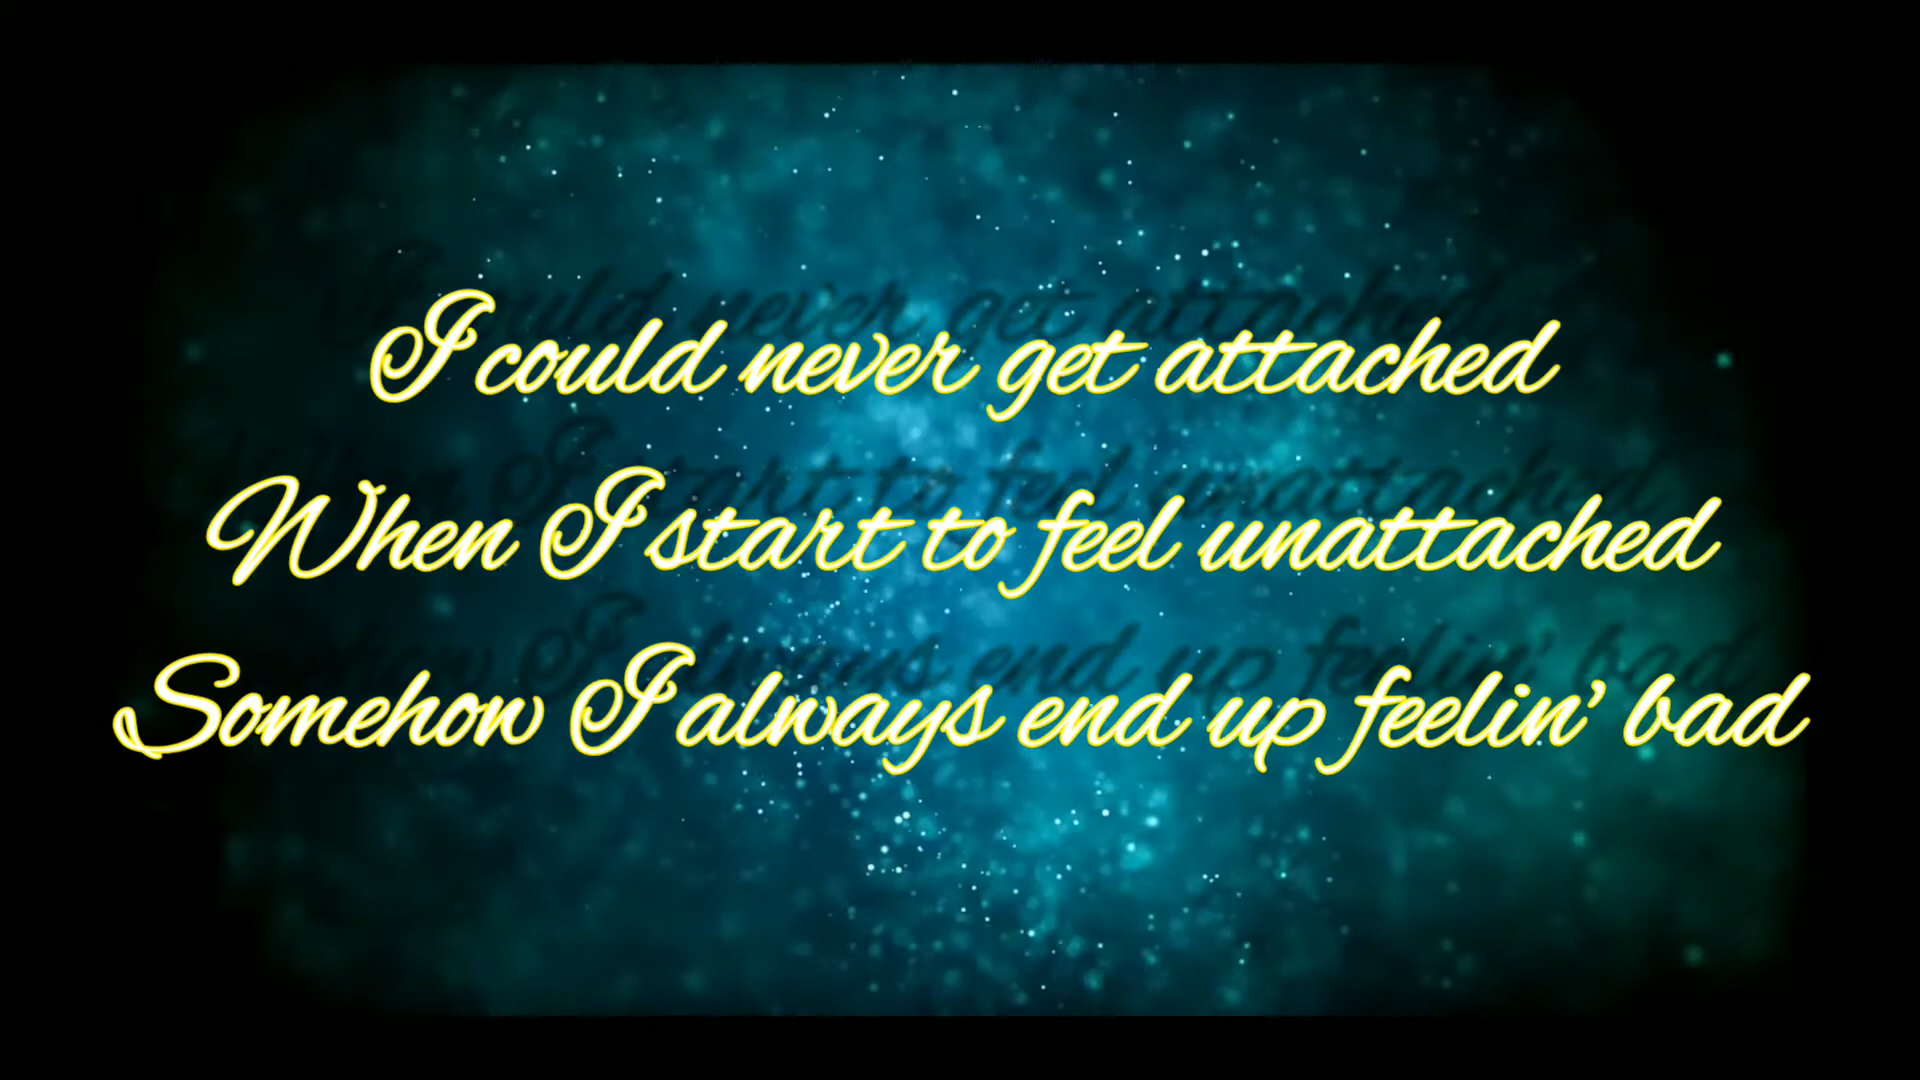 I could never get attached
When I start to feel unattached
Somehow I always end up feelin' bad